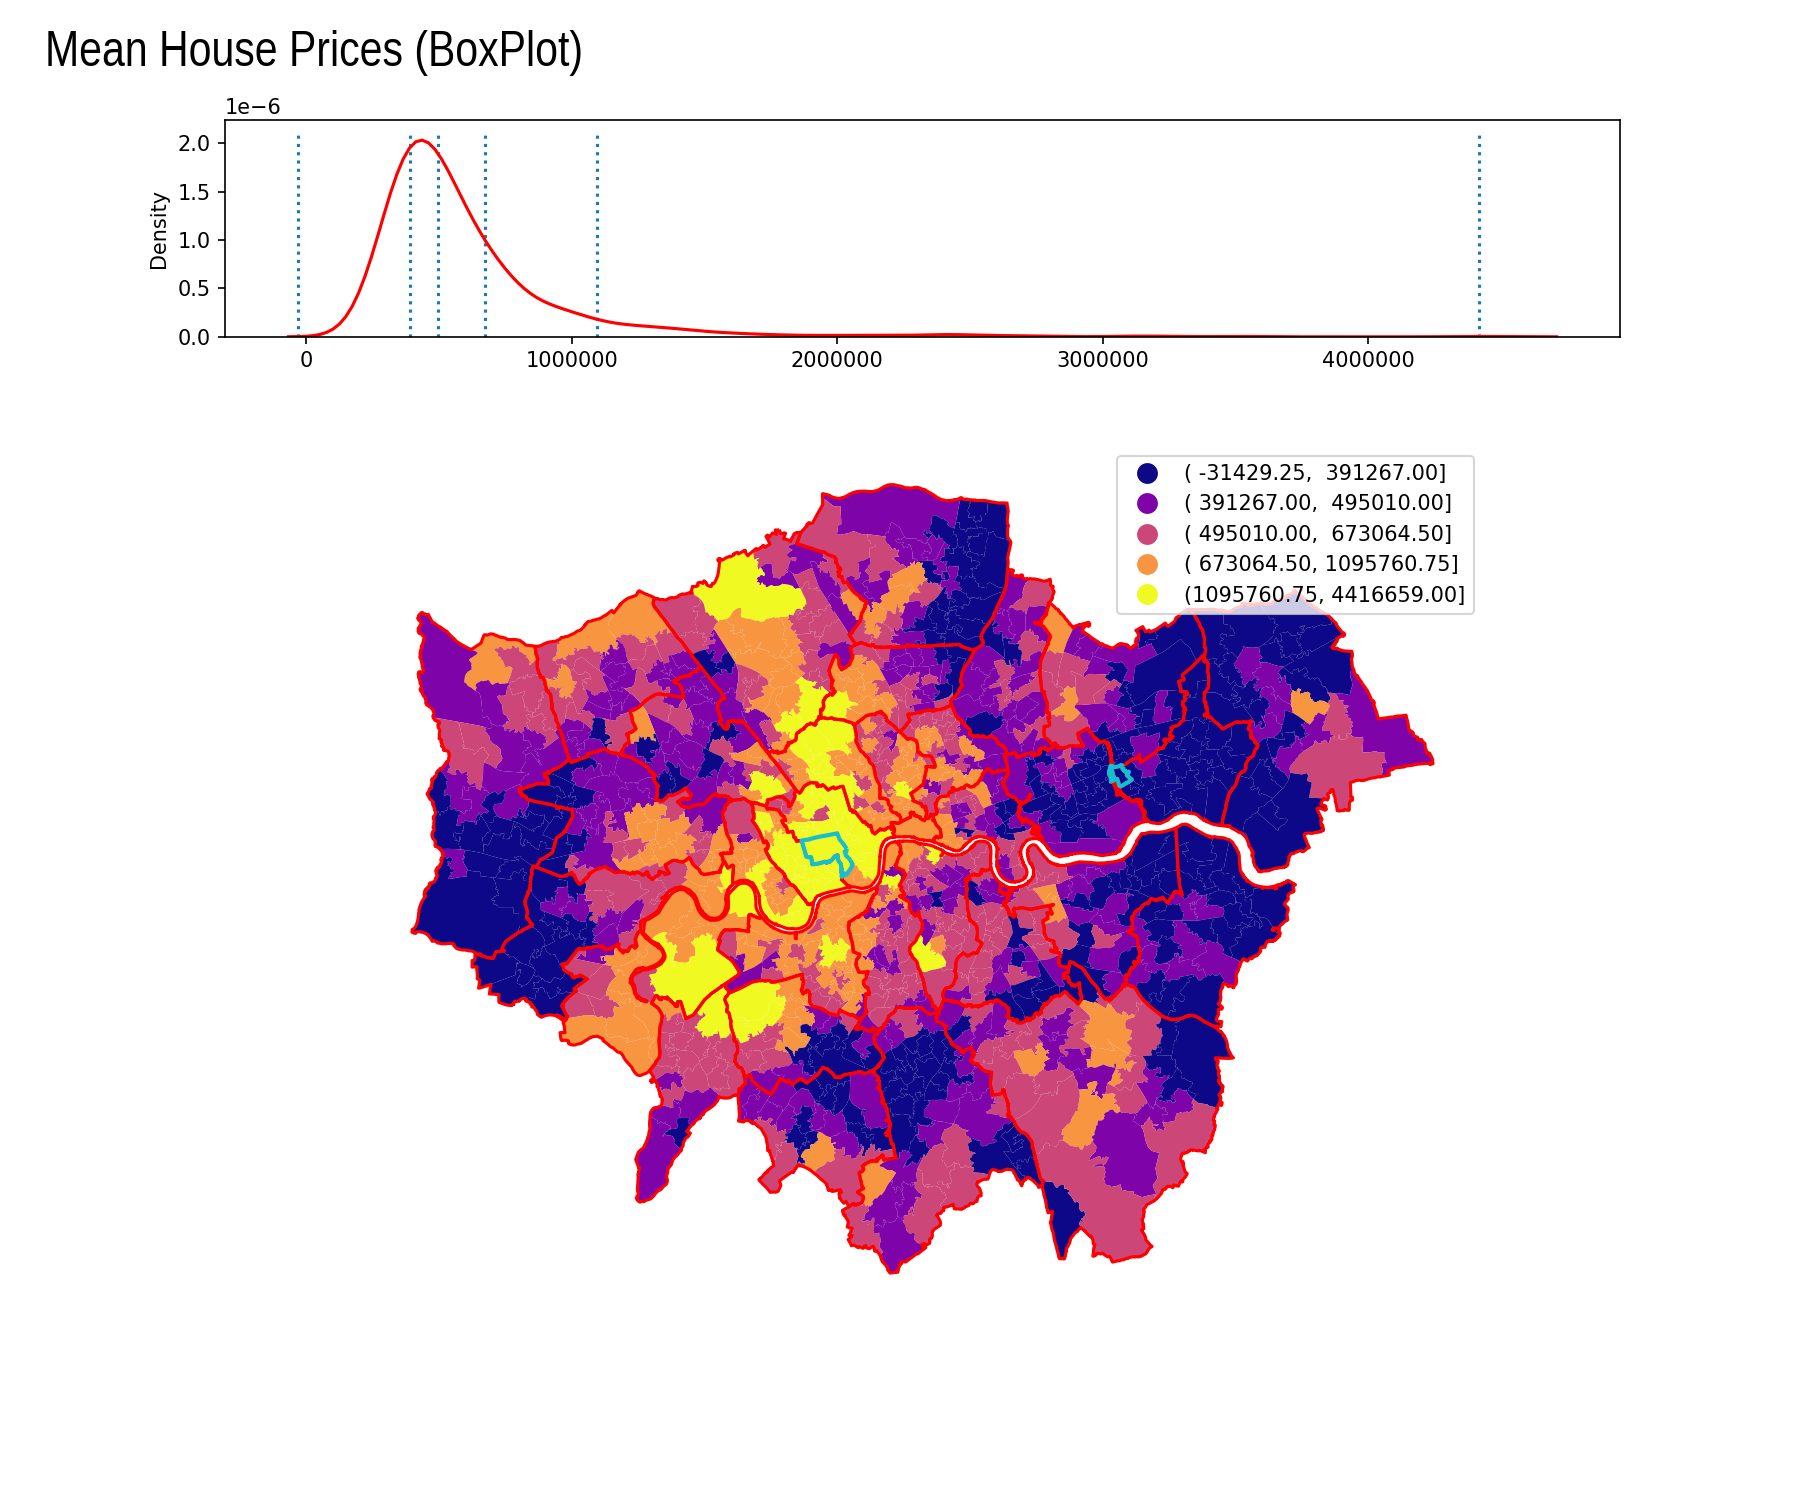 Mean House Prices (BoxPlot)
1e−6
2.0
1.5
1.0
0.5
0.0
Density
0 1000000 2000000 3000000 4000000
( -31429.25,  391267.00]
( 391267.00,  495010.00]
( 495010.00,  673064.50]
( 673064.50, 1095760.75]
(1095760.75, 4416659.00]